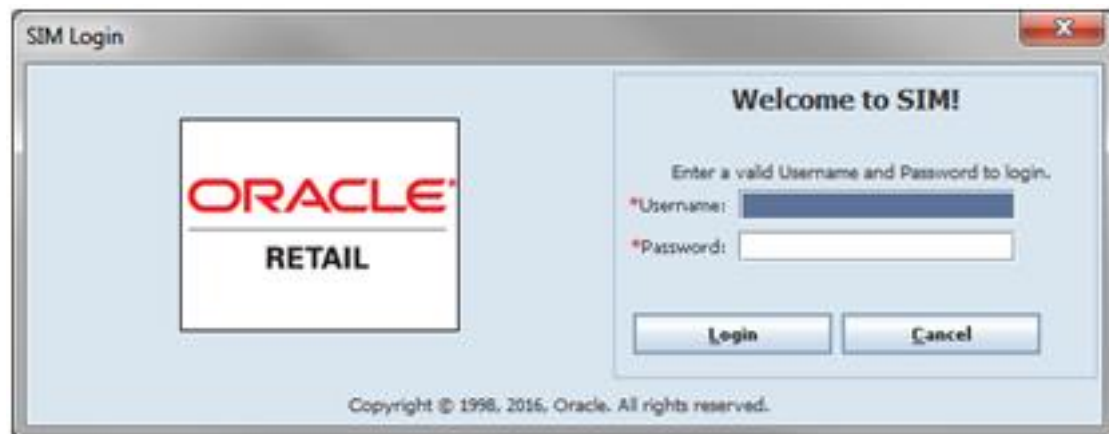 SIM Login
ORACLE
RETAIL
Welcome to SIM!
Enter a valid Username and Password to login.
*Username:
*Password:
Login
Cancel
Copyright © 1998, 2016, Oracle. All rights reserved.